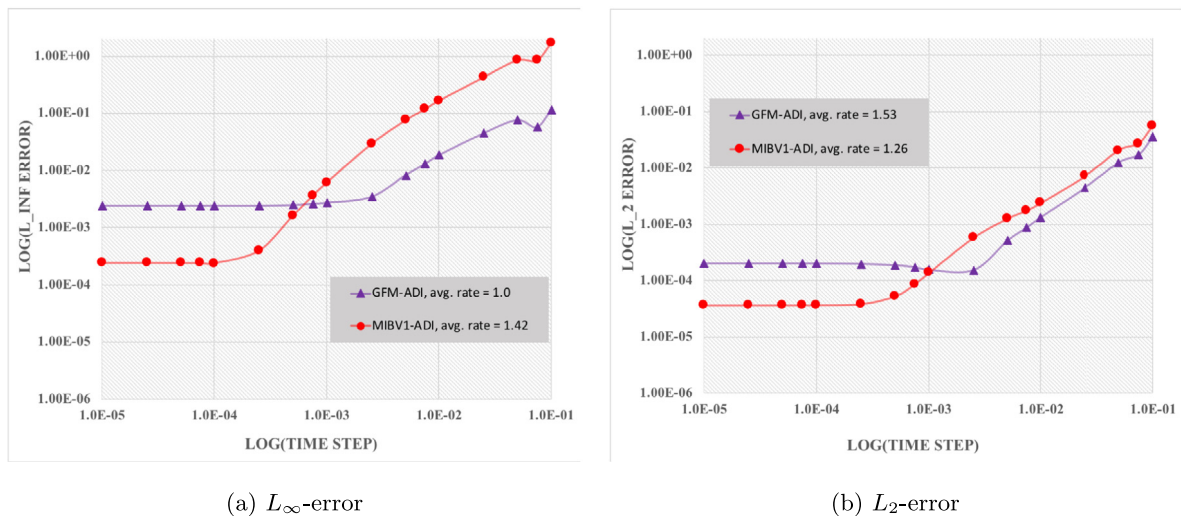 1.00E+00
1.00E-01
1.00E-02
1.00E-03
1.00E-04
1.00E-05
1.00E-06
LOG(L_INF ERROR)
GFM-ADI, avg. rate = 1.0
MIBV1-ADI, avg. rate = 1.42
1.0E-05 1.0E-04 1.0E-03 1.0E-02 1.0E-01
LOG(TIME STEP)
(a) L∞-error
1.00E+00
1.00E-01
1.00E-02
1.00E-03
1.00E-04
1.00E-05
1.00E-06
LOG(L_2 ERROR)
GFM-ADI, avg. rate = 1.53
MIBV1-ADI, avg. rate = 1.26
1.0E-05 1.0E-04 1.0E-03 1.0E-02 1.0E-01
LOG(TIME STEP)
(b) L₂-error